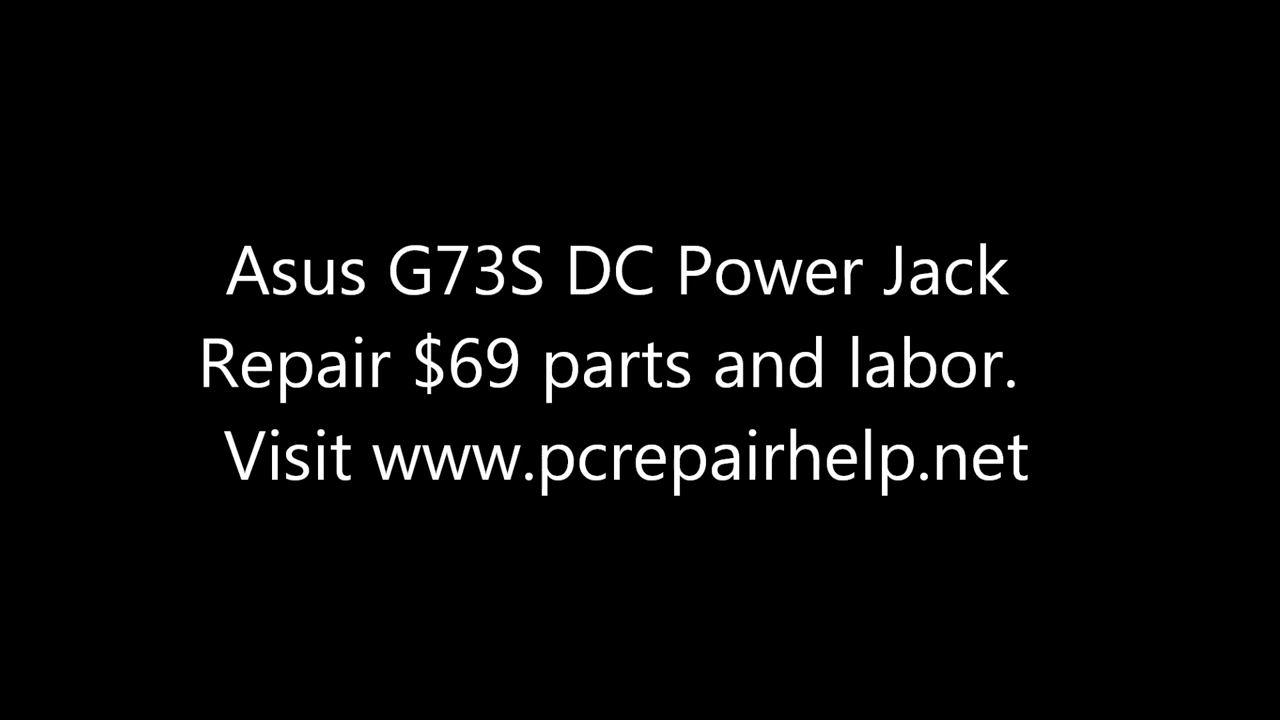 Asus G73S DC Power Jack
Repair $69 parts and labor.
Visit www.pcrepairhelp.net